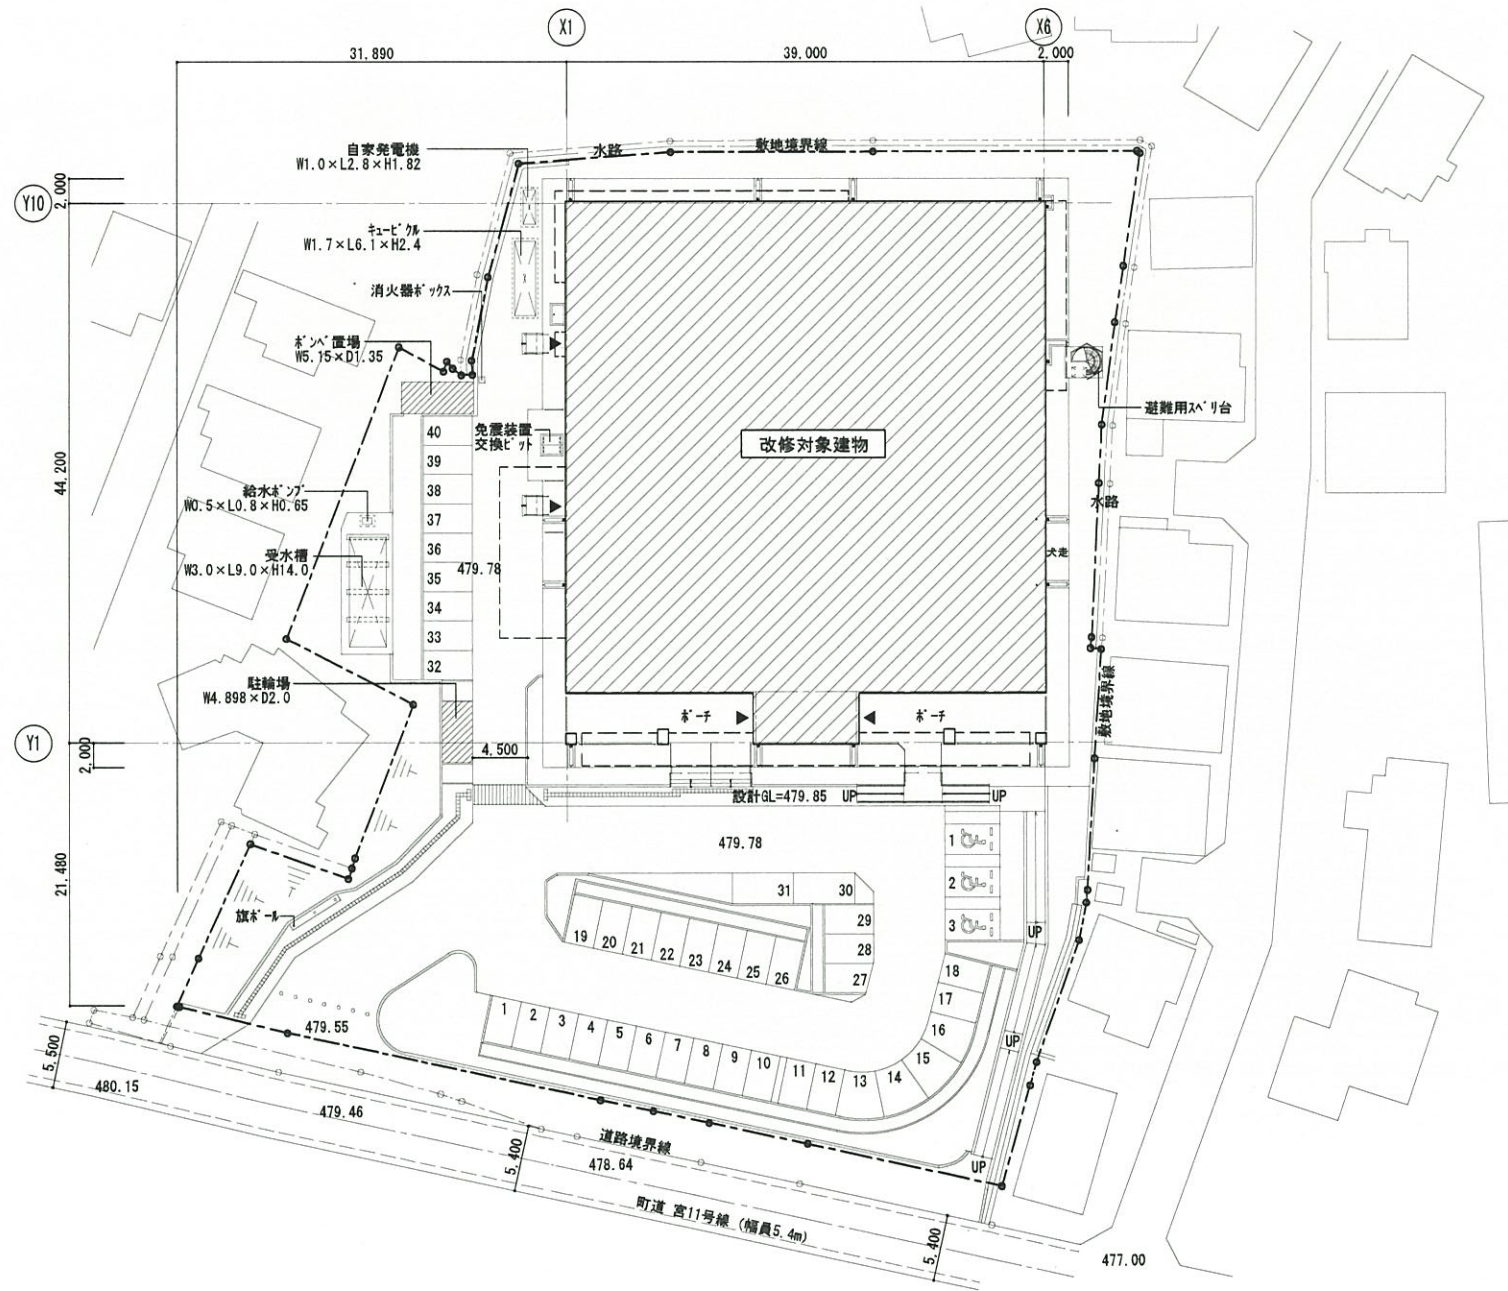 X1
X6
31.890
39.000
2.000
自家発電機
W1.0×L2.8×H1.82
水路
敷地境界線
Y10
2,000
キュービクル
W1.7×L6.1×H2.4
消火器ボックス
ボンベ置場
W5.15×D1.35
避難用スベリ台
40
免震装置
交換ピット
改修対象建物
39
44.200
38
給水ポンプ
W0.5×L0.8×H0.65
水路
37
36
受水槽
W3.0×L9.0×H14.0
犬走
35
479.78
34
33
32
駐輪場
W4.898×D2.0
敷地境界線
ポーチ
ポーチ
Y1
2,000
4.500
設計GL=479.85
UP
UP
479.78
1
2
3
21.480
31
30
29
28
27
旗ポール
19
20
21
22
23
24
25
26
UP
18
17
16
15
14
13
12
11
10
9
8
7
6
5
4
3
2
1
479.55
UP
5,500
480.15
479.46
道路境界線
5,400
478.64
UP
町道 宮11号線 (幅員5.4m)
5,400
477.00